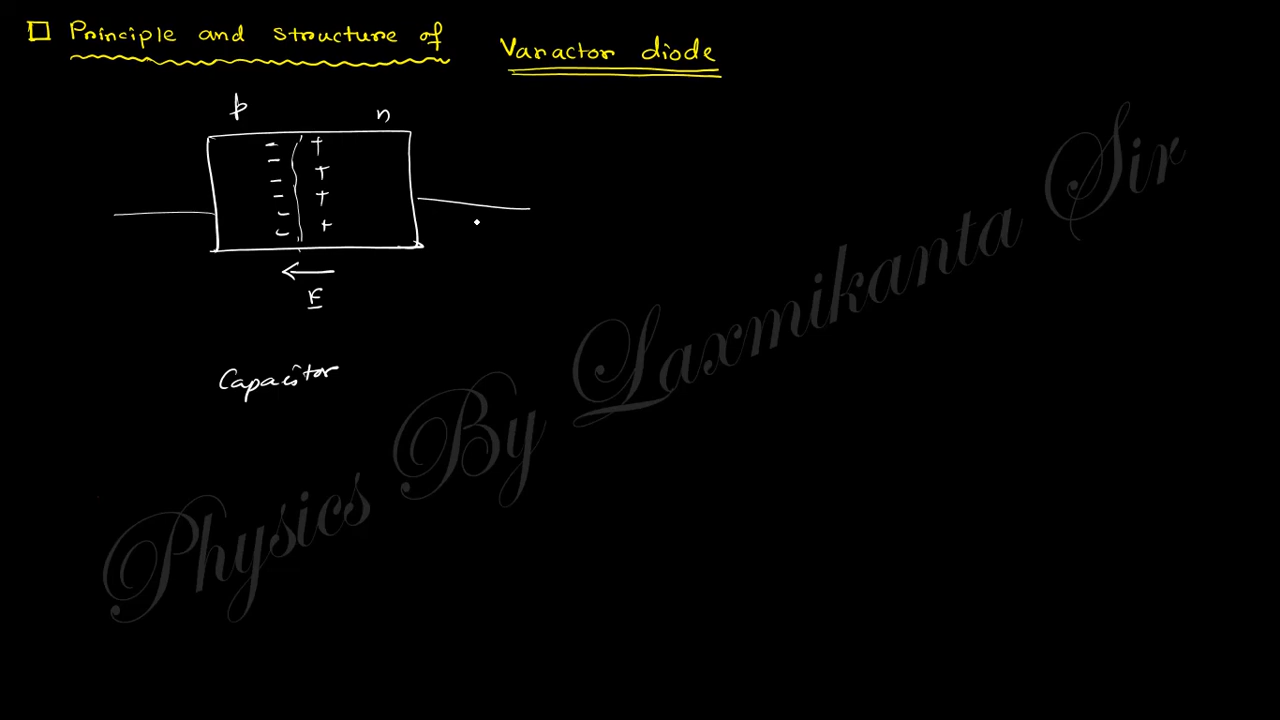 Principle and structure of Varactor diode
p n
- +
-
- +
- +
-
- +
E
Capacitor
Physics By Laxmikanta Sir